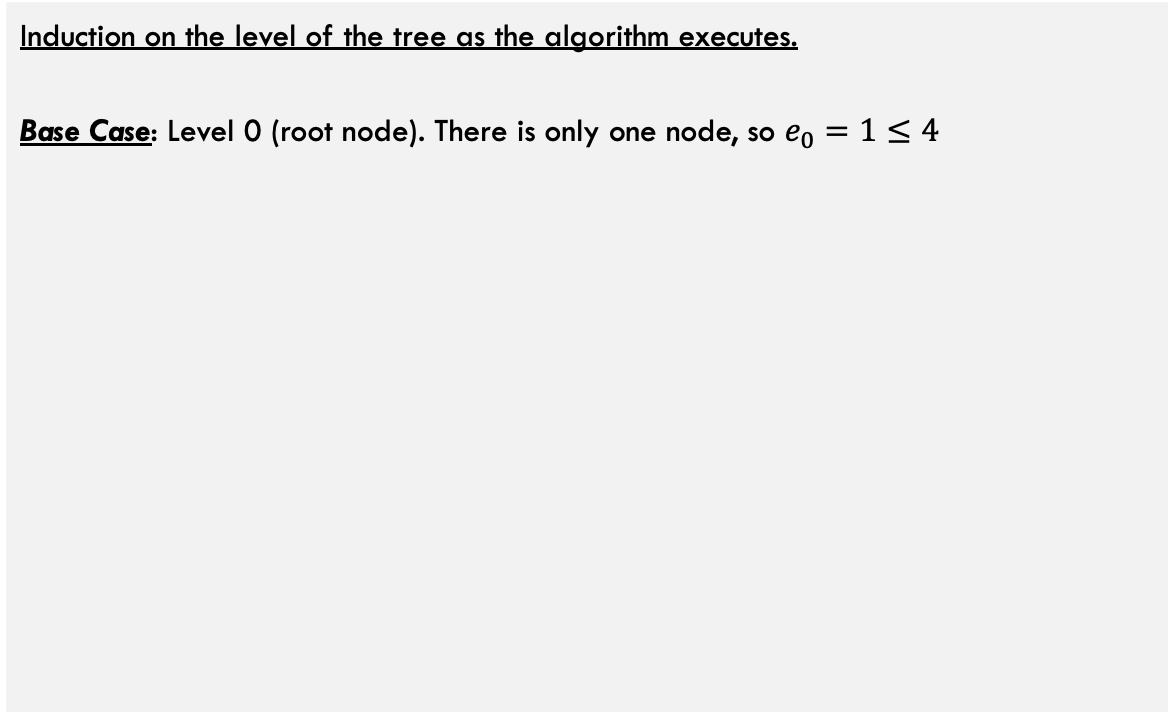 Induction on the level of the tree as the algorithm executes.
Base Case: Level 0 (root node). There is only one node, so e₀ = 1 ≤ 4